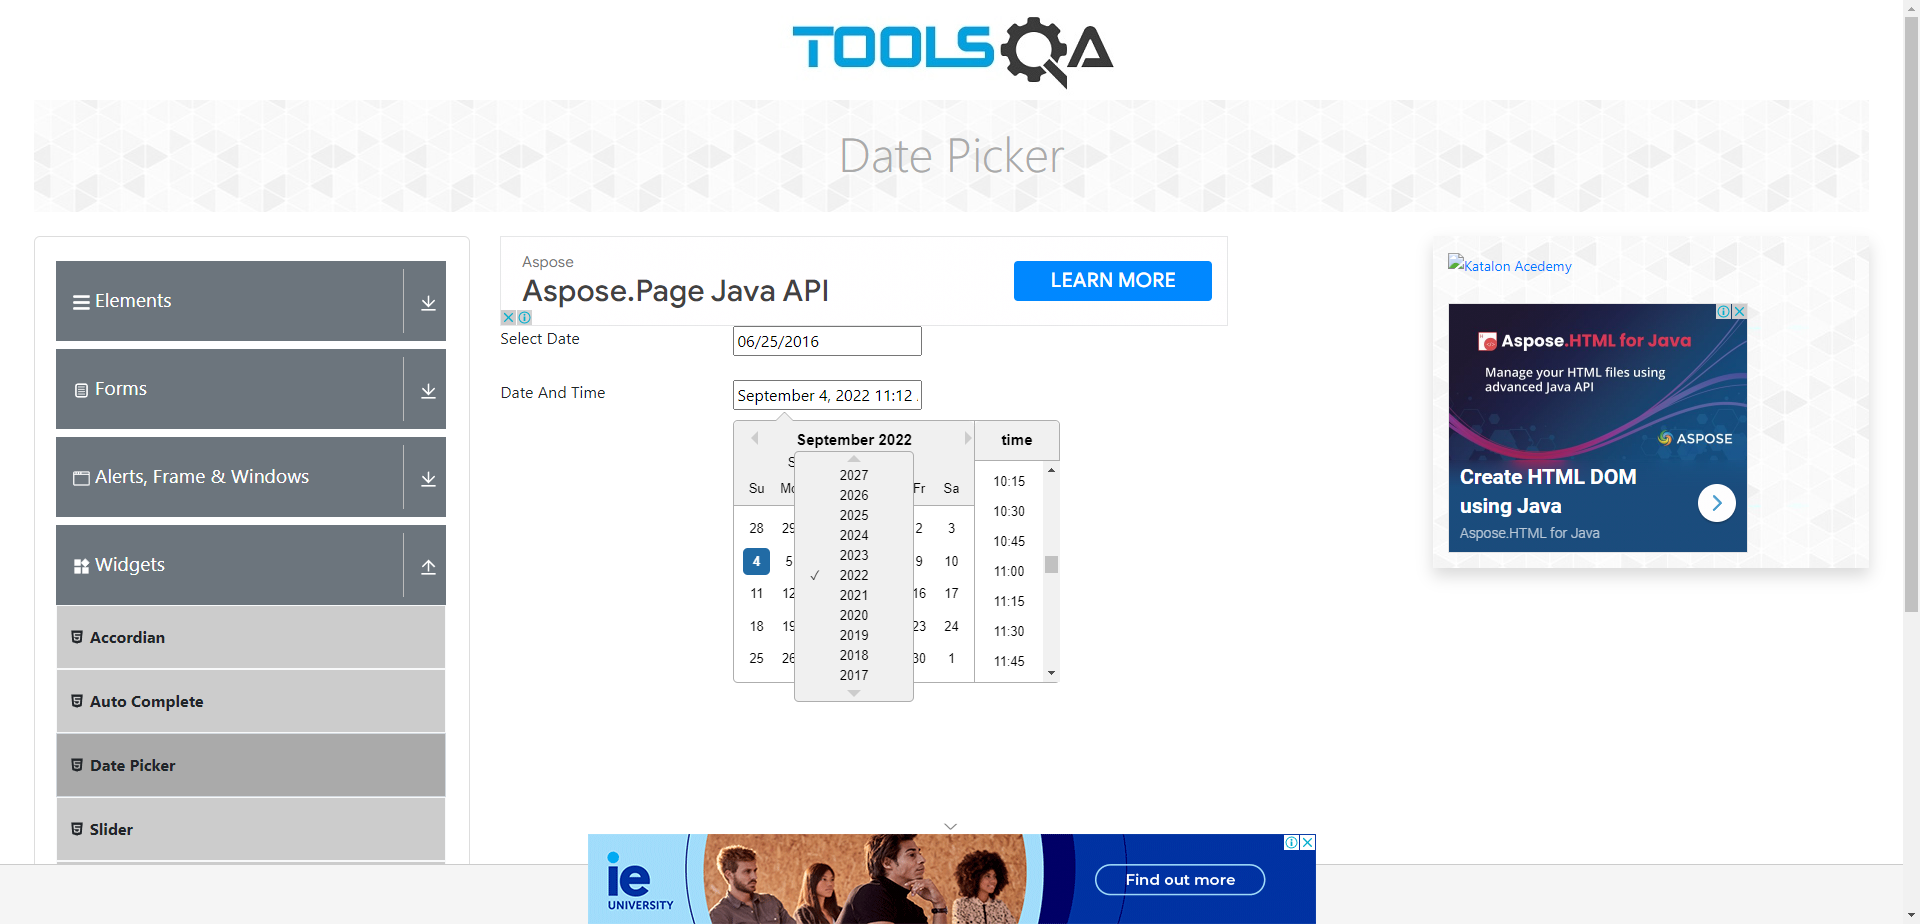 TOOLSQA
Date Picker
Elements
Forms
Alerts, Frame & Windows
Widgets
Accordian
Auto Complete
Date Picker
Slider
Aspose
Aspose.Page Java API
LEARN MORE
Select Date
06/25/2016
Date And Time
September 4, 2022 11:12
September 2022
time
S
Su Mo Fr Sa
28 29 2 3
4 5 9 10
11 12 16 17
18 19 23 24
25 26 30 1
2027
2026
2025
2024
2023
✓ 2022
2021
2020
2019
2018
2017
10:15
10:30
10:45
11:00
11:15
11:30
11:45
Katalon Acedemy
Aspose.HTML for Java
Manage your HTML files using
advanced Java API
ASPOSE
Create HTML DOM
using Java
Aspose.HTML for Java
ie
UNIVERSITY
Find out more